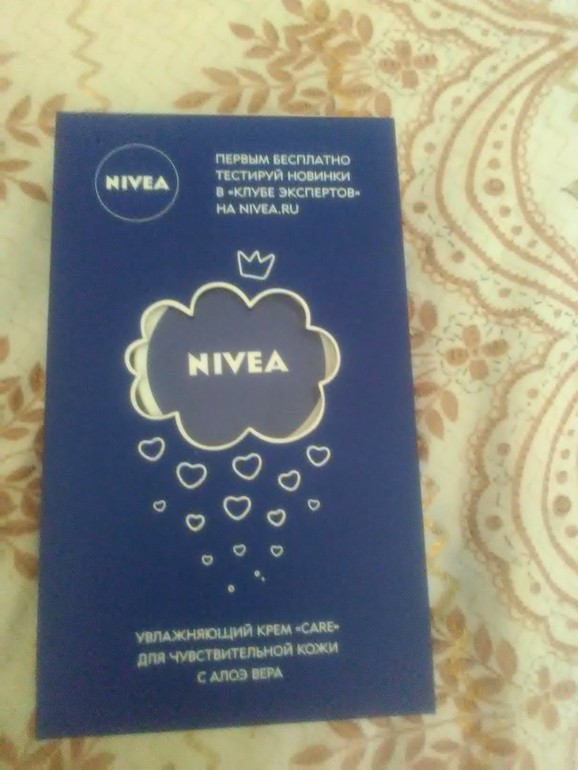 NIVEA
ПЕРВЫМ БЕСПЛАТНО
ТЕСТИРУЙ НОВИНКИ
В «КЛУБЕ ЭКСПЕРТОВ»
НА NIVEA.RU
NIVEA
УВЛАЖНЯЮЩИЙ КРЕМ «CARE»
ДЛЯ ЧУВСТВИТЕЛЬНОЙ КОЖИ
С АЛОЭ ВЕРА